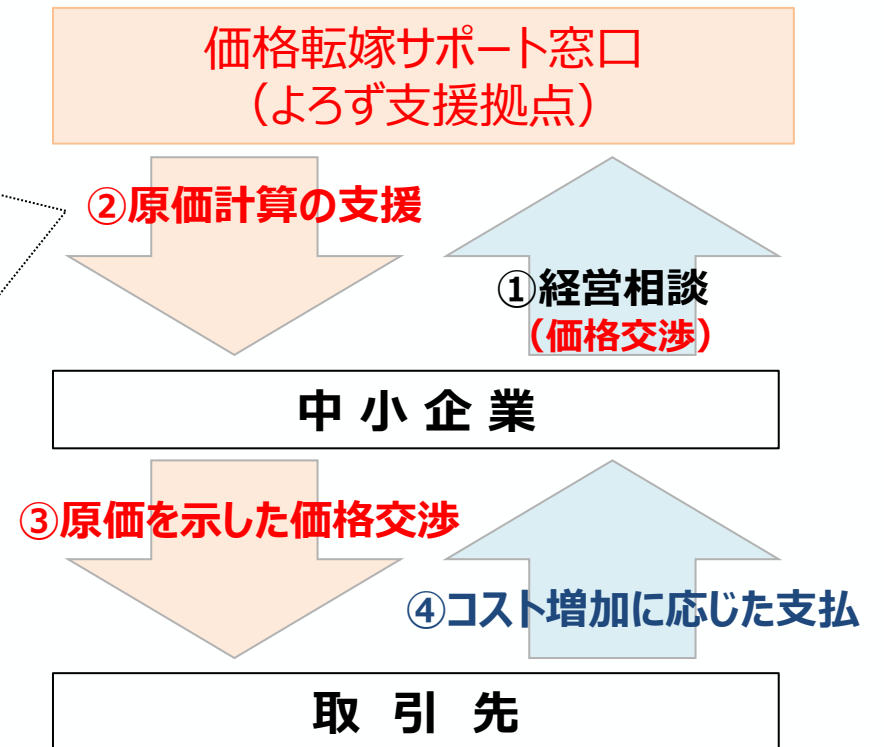 価格転嫁サポート窓口
（よろず支援拠点）
②原価計算の支援
①経営相談
（価格交渉）
中小企業
③原価を示した価格交渉
④コスト増加に応じた支払
取引先